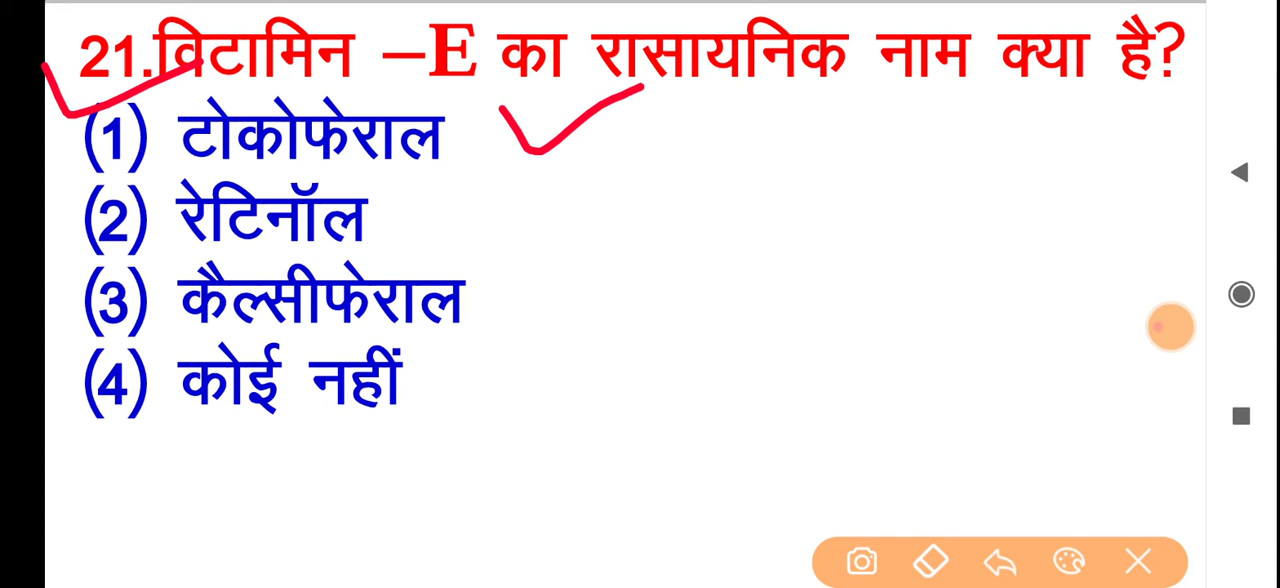 21.विटामिन –E का रासायनिक नाम क्या है?
(1) टोकोफेराल
(2) रेटिनॉल
(3) कैल्सीफेराल
(4) कोई नहीं